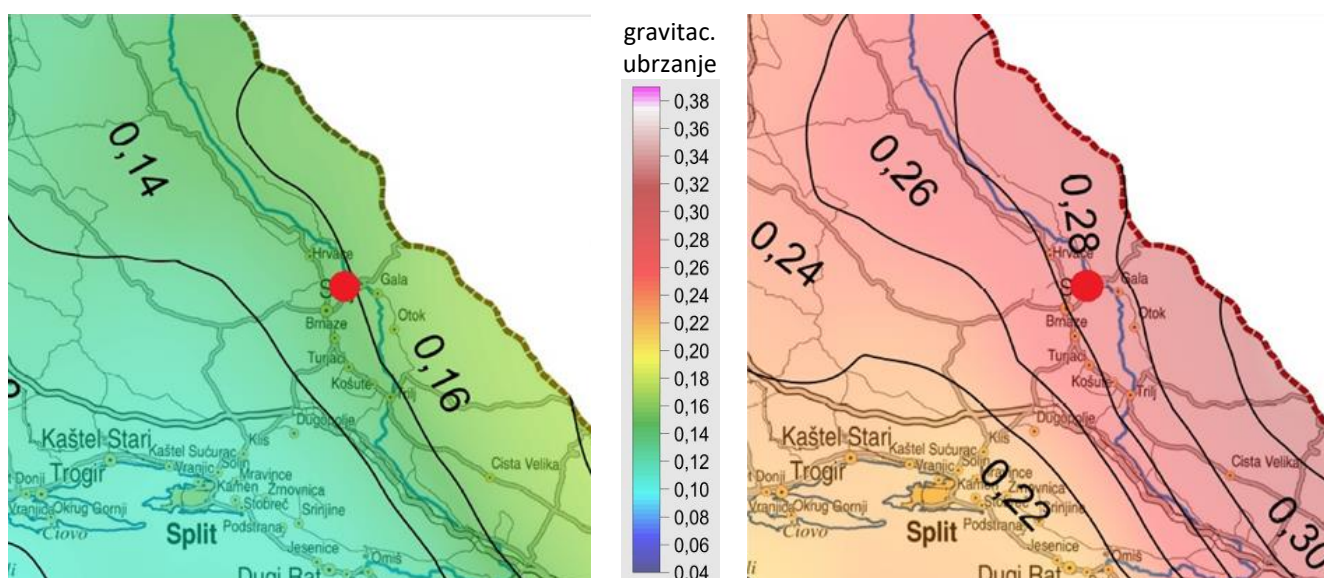 gravitac.
ubrzanje
0,14
Hrvace
Gala
Otok
Brnaze
Turjaci
Košute
Trilj
0,16
Dugopolje
Kaštel Stari
Kaštel Sućurac
Klis
Solin
Trogir
Vranjic
Mravince
Kamen
Žrnovnica
Cista Velika
Donji
Vranjica
Okrug Gornji
Stobreč
Srinjine
Čiovo
Split
Podstrana
Jesenice
Omiš
Dugi Rat
0,38
0,36
0,34
0,32
0,30
0,28
0,26
0,24
0,22
0,20
0,18
0,16
0,14
0,12
0,10
0,08
0,06
0,04
0,26
0,28
0,24
Hrvace
Gala
Otok
Brnaze
Turjaci
Košute
Trilj
Dugopolje
Kaštel Stari
Kaštel Sućurac
Klis
Solin
Trogir
Vranjic
Mravince
Kamen
Žrnovnica
0,22
Cista Velika
Donji
Vranjica
Okrug Gornji
Stobreč
Srinjine
0,30
Čiovo
Split
Podstrana
Jesenice
Omiš
Dugi Rat